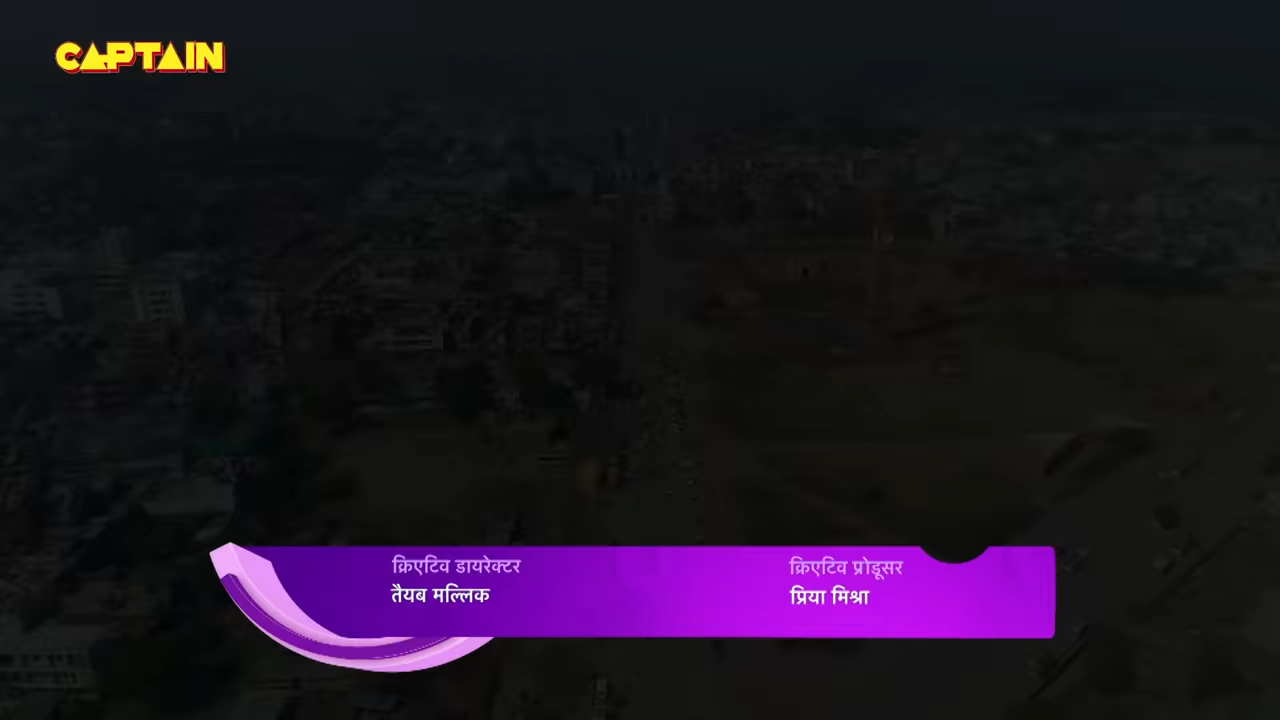 CAPTAIN
क्रिएटिव डायरेक्टर
तैयब मल्लिक
क्रिएटिव प्रोडूसर
प्रिया मिश्रा